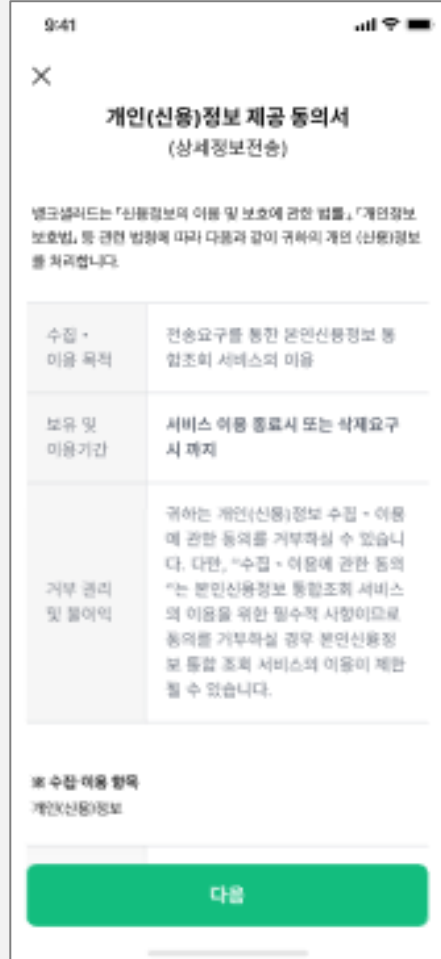 9:41
개인(신용)정보 제공 동의서
(상세정보전송)
뱅크샐러드는 「신용정보의 이용 및 보호에 관한 법률」, 「개인정보
보호법」 등 관련 법령에 따라 다음과 같이 귀하의 개인 (신용)정보
를 처리합니다.
수집 •
이용 목적
전송요구를 통한 본인신용정보 통
합조회 서비스의 이용
보유 및
이용기간
서비스 이용 종료시 또는 삭제요구
시 까지
거부 권리
및 불이익
귀하는 개인(신용)정보 수집 • 이용
에 관한 동의를 거부하실 수 있습니
다. 다만, "수집 • 이용에 관한 동의
"는 본인신용정보 통합조회 서비스
의 이용을 위한 필수적 사항이므로
동의를 거부하실 경우 본인신용정
보 통합 조회 서비스의 이용이 제한
될 수 있습니다.
※ 수집·이용 항목
개인(신용)정보
다음